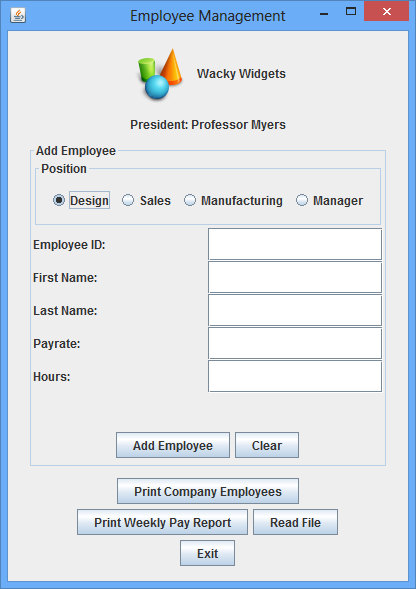 Employee Management
Wacky Widgets
President: Professor Myers
Add Employee
Position
Design Sales Manufacturing Manager
Employee ID:
First Name:
Last Name:
Payrate:
Hours:
Add Employee Clear
Print Company Employees
Print Weekly Pay Report Read File
Exit